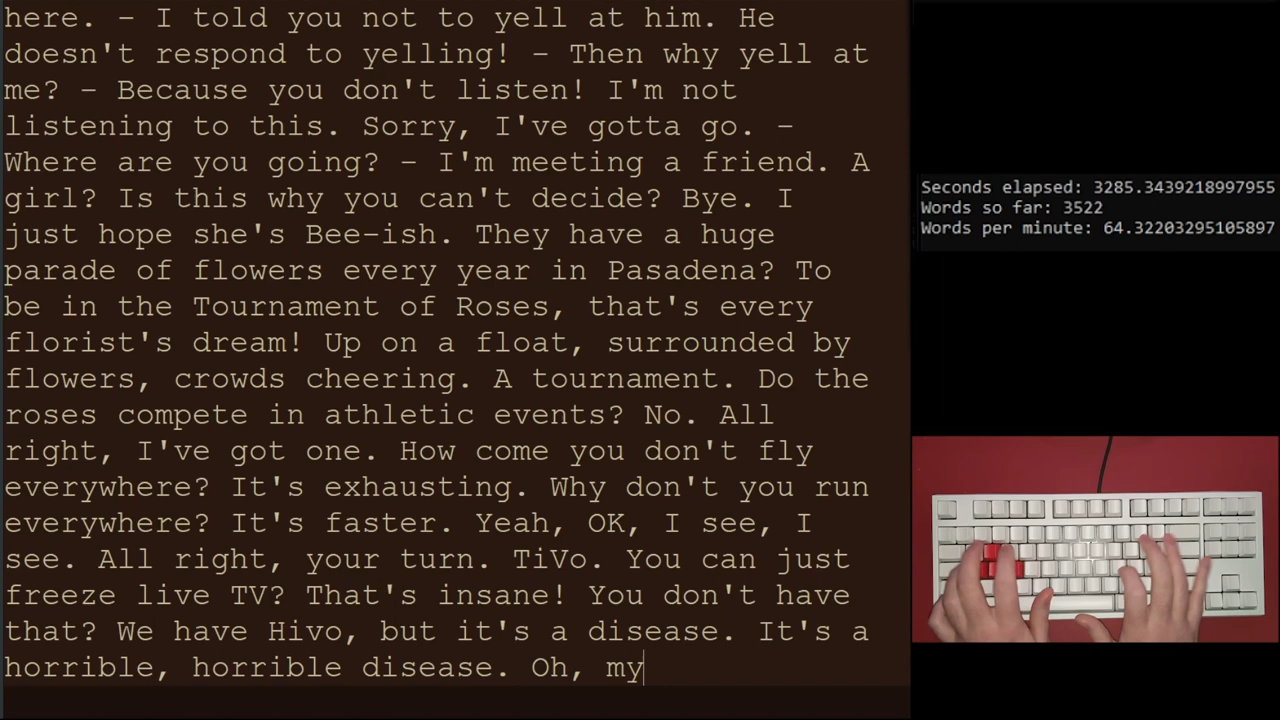 here. - I told you not to yell at him. He
doesn't respond to yelling! - Then why yell at
me? - Because you don't listen! I'm not
listening to this. Sorry, I've gotta go. -
Where are you going? - I'm meeting a friend. A
girl? Is this why you can't decide? Bye. I
just hope she's Bee-ish. They have a huge
parade of flowers every year in Pasadena? To
be in the Tournament of Roses, that's every
florist's dream! Up on a float, surrounded by
flowers, crowds cheering. A tournament. Do the
roses compete in athletic events? No. All
right, I've got one. How come you don't fly
everywhere? It's exhausting. Why don't you run
everywhere? It's faster. Yeah, OK, I see, I
see. All right, your turn. TiVo. You can just
freeze live TV? That's insane! You don't have
that? We have Hivo, but it's a disease. It's a
horrible, horrible disease. Oh, my
Seconds elapsed: 3285.3439218997955
Words so far: 3522
Words per minute: 64.32203295105897